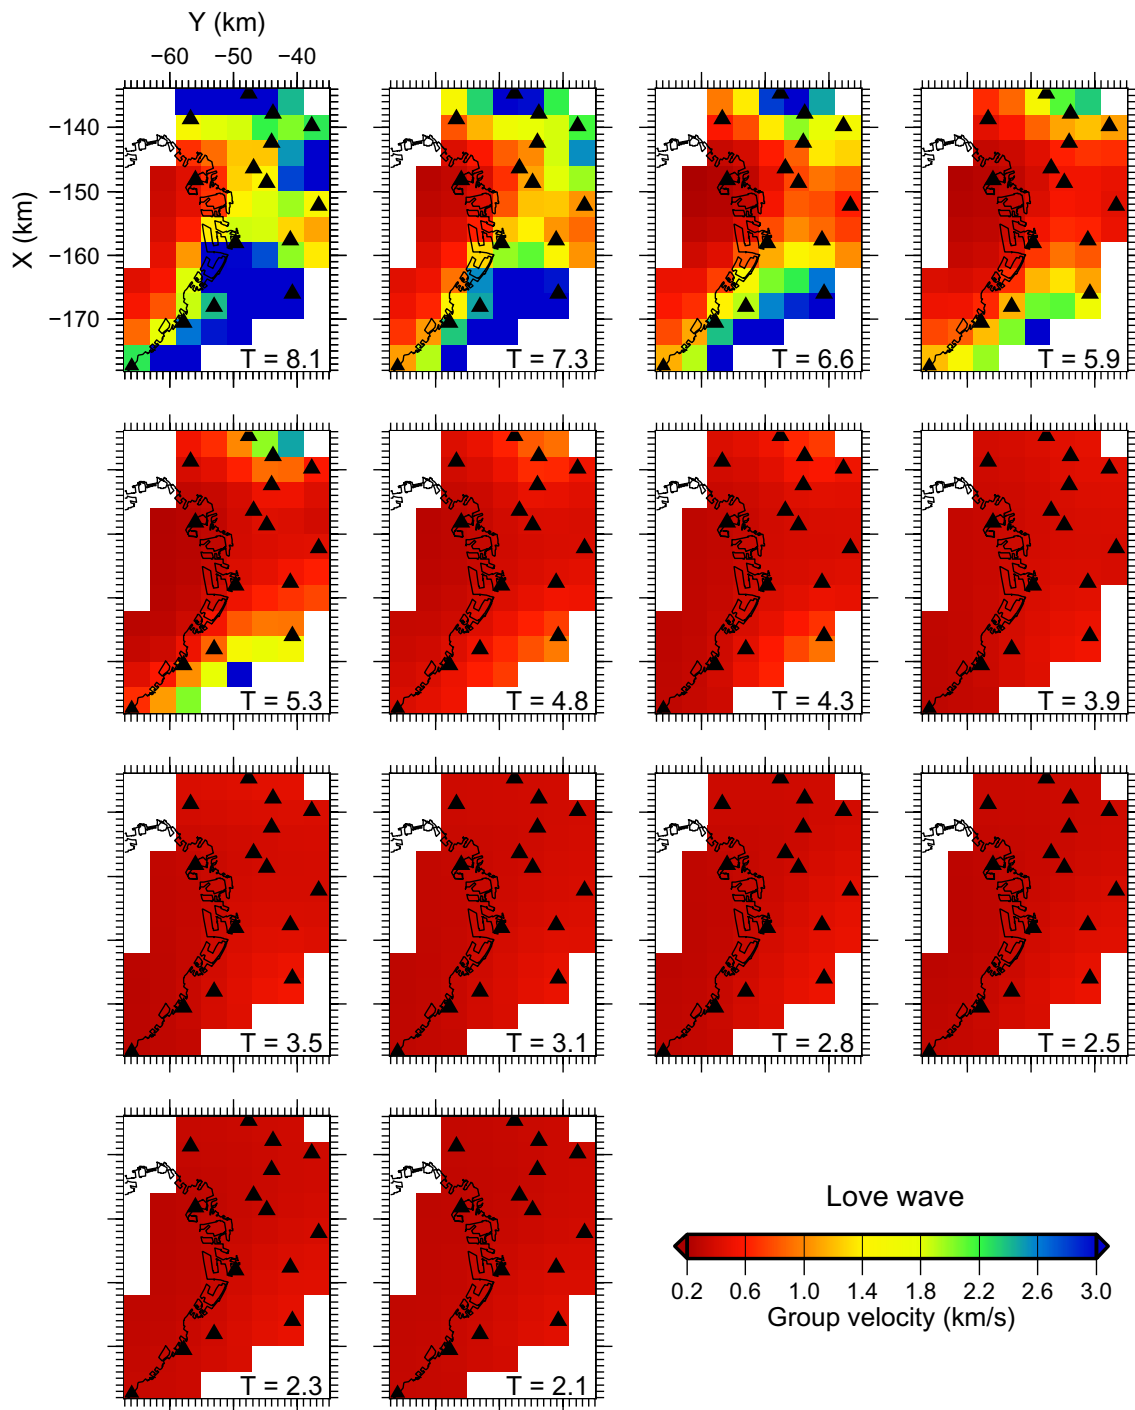 Y (km)
−60 −50 −40
X (km)
−140
−150
−160
−170
T = 8.1
T = 7.3
T = 6.6
T = 5.9
T = 5.3
T = 4.8
T = 4.3
T = 3.9
T = 3.5
T = 3.1
T = 2.8
T = 2.5
T = 2.3
T = 2.1
Love wave
0.2 0.6 1.0 1.4 1.8 2.2 2.6 3.0
Group velocity (km/s)